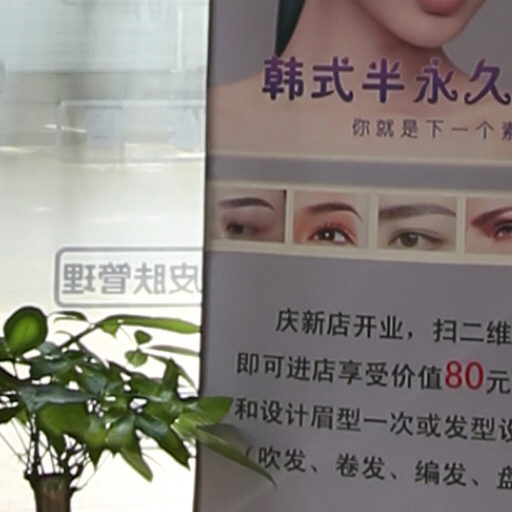 韩式半永久
你就是下一个
皮肤管理
庆新店开业，扫二维
即可进店享受价值80元
和设计眉型一次或发型设
（吹发、卷发、编发、盘